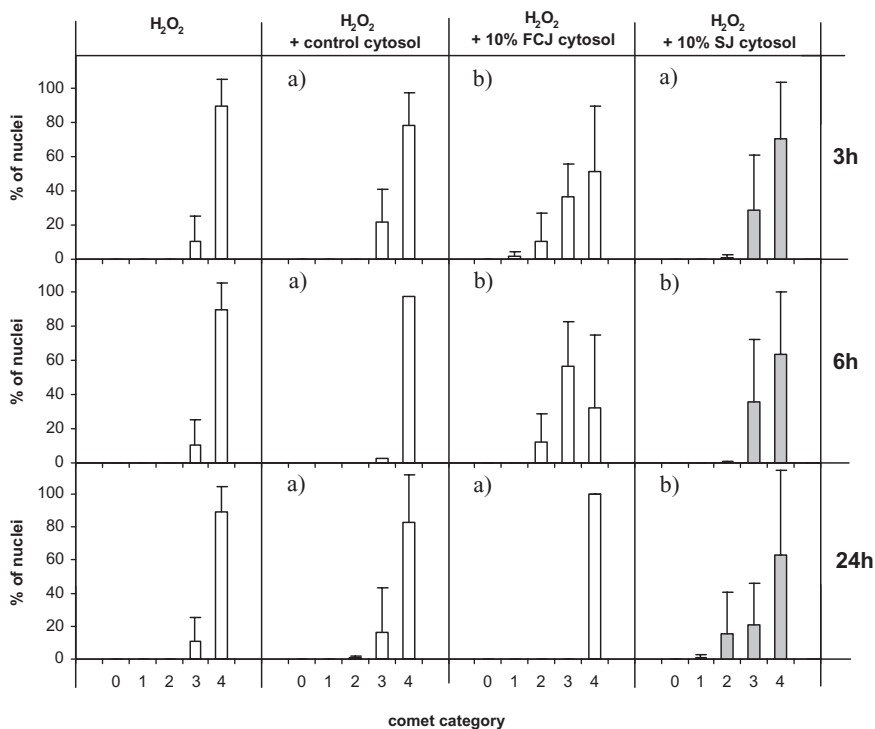 H₂O₂
H₂O₂
+ control cytosol
H₂O₂
+ 10% FCJ cytosol
H₂O₂
+ 10% SJ cytosol
% of nuclei
100
80
60
40
20
0
a)
b)
a)
3h
% of nuclei
100
80
60
40
20
0
a)
b)
b)
6h
% of nuclei
100
80
60
40
20
0
a)
a)
b)
24h
0 1 2 3 4 0 1 2 3 4 0 1 2 3 4 0 1 2 3 4
comet category